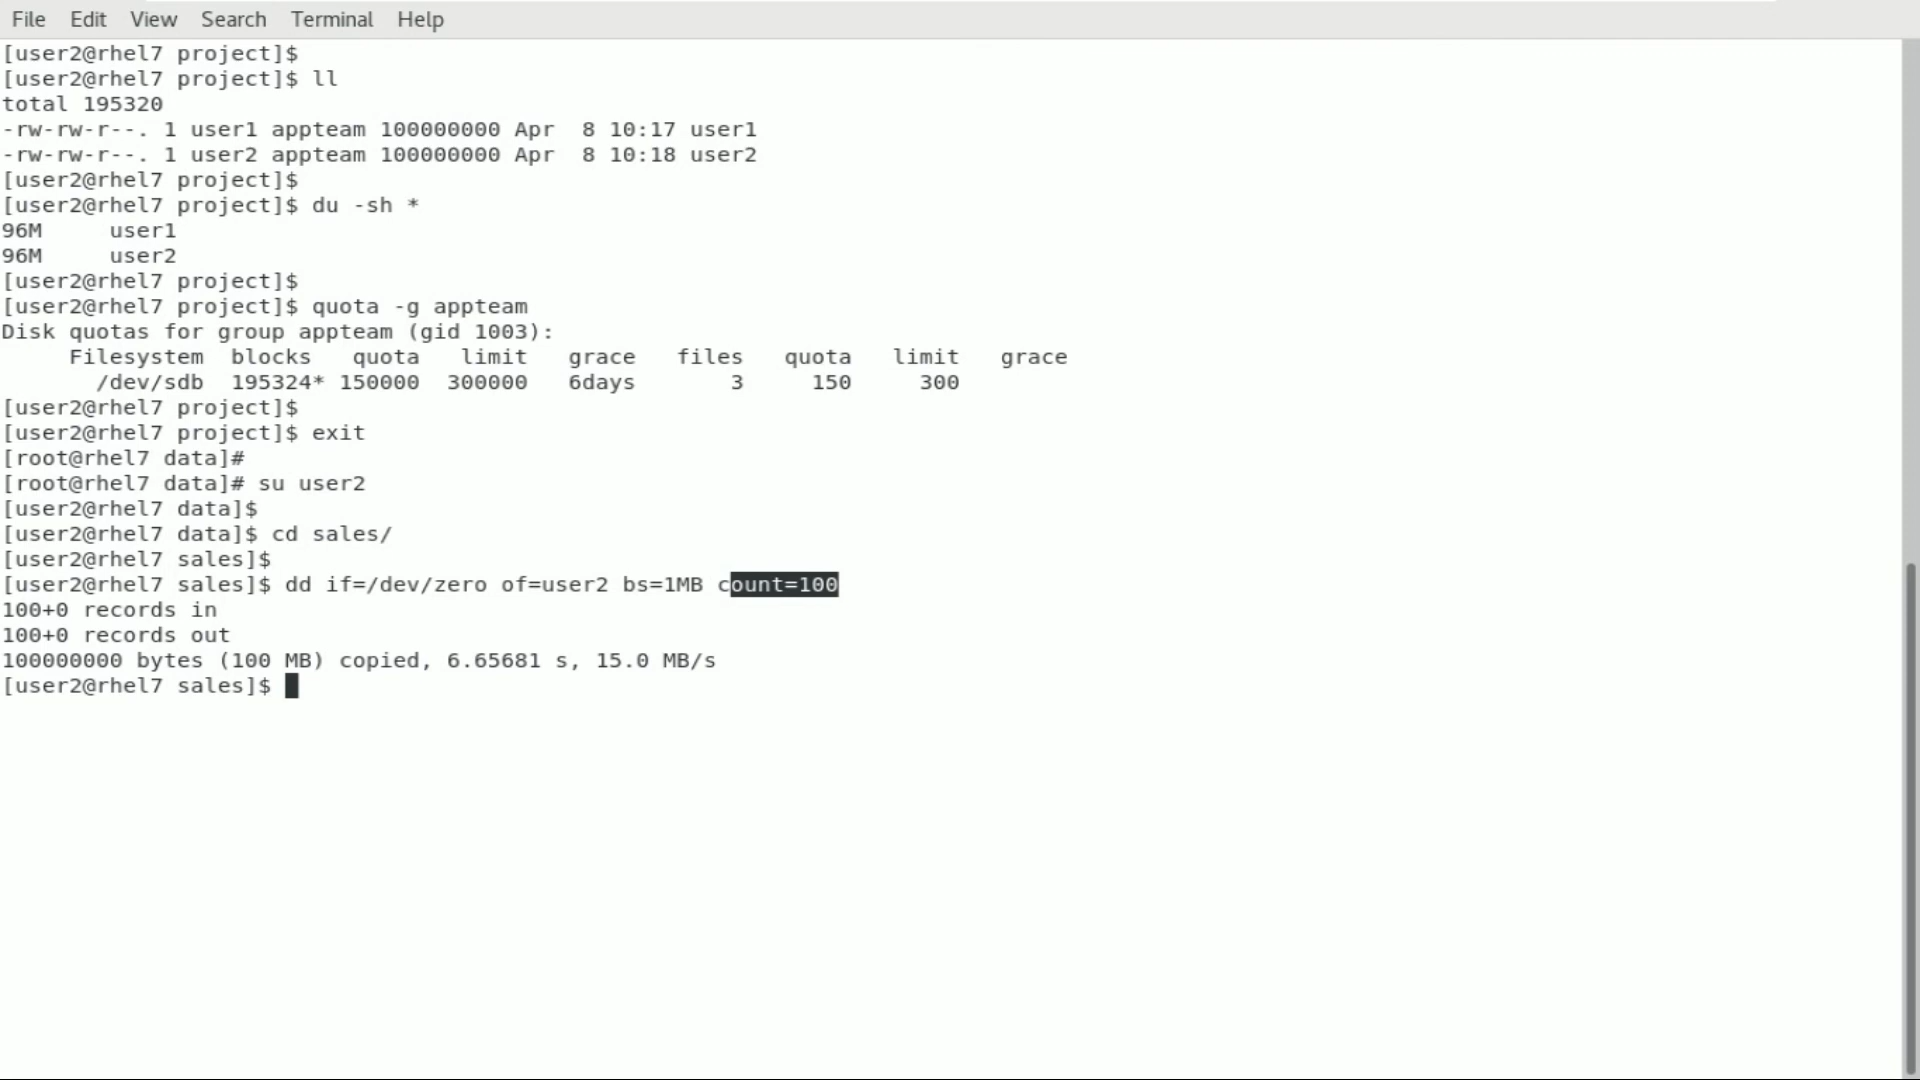 File Edit View Search Terminal Help
[user2@rhel7 project]$
[user2@rhel7 project]$ ll
total 195320
-rw-rw-r--. 1 user1 appteam 100000000 Apr  8 10:17 user1
-rw-rw-r--. 1 user2 appteam 100000000 Apr  8 10:18 user2
[user2@rhel7 project]$
[user2@rhel7 project]$ du -sh *
96M     user1
96M     user2
[user2@rhel7 project]$
[user2@rhel7 project]$ quota -g appteam
Disk quotas for group appteam (gid 1003):
     Filesystem  blocks   quota   limit   grace   files   quota   limit   grace
       /dev/sdb  195324* 150000  300000   6days       3     150     300
[user2@rhel7 project]$
[user2@rhel7 project]$ exit
[root@rhel7 data]#
[root@rhel7 data]# su user2
[user2@rhel7 data]$
[user2@rhel7 data]$ cd sales/
[user2@rhel7 sales]$
[user2@rhel7 sales]$ dd if=/dev/zero of=user2 bs=1MB count=100
100+0 records in
100+0 records out
100000000 bytes (100 MB) copied, 6.65681 s, 15.0 MB/s
[user2@rhel7 sales]$